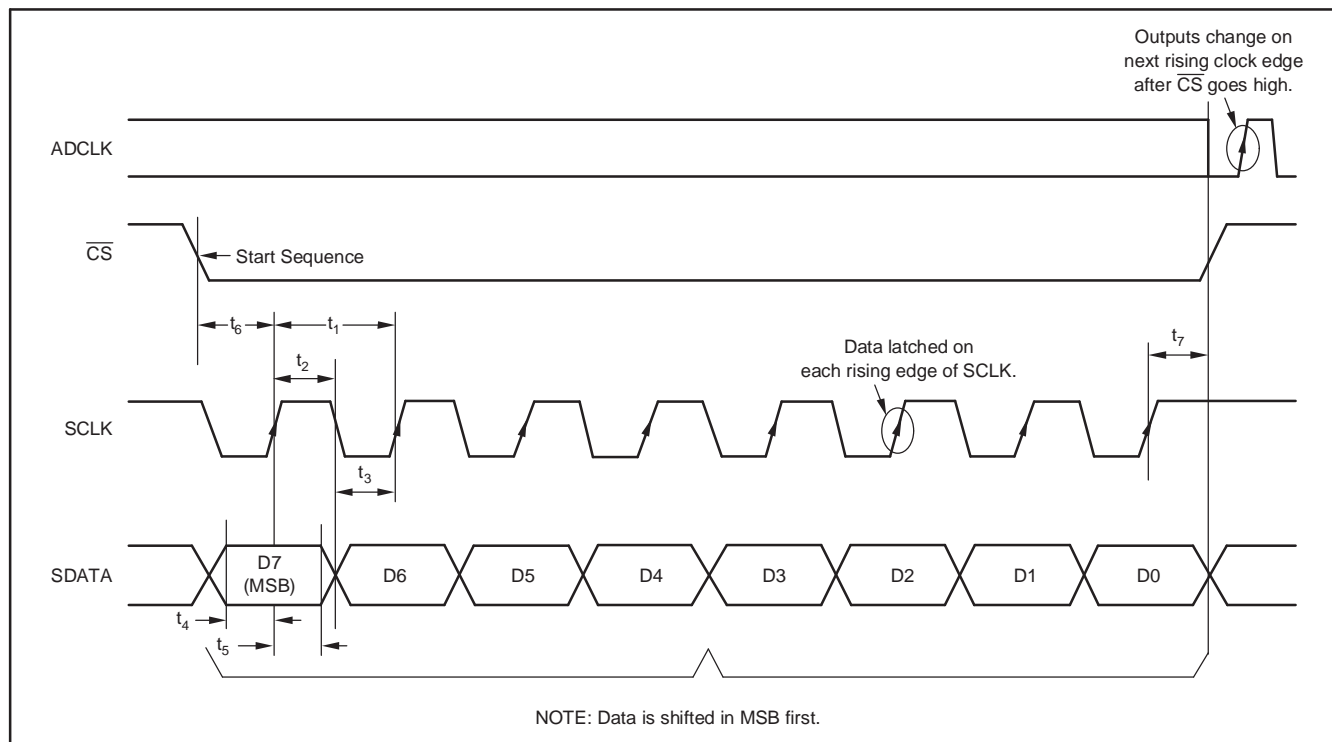 Outputs change on
next rising clock edge
after CS goes high.
ADCLK
CS
Start Sequence
t6
t1
t7
t2
Data latched on
each rising edge of SCLK.
SCLK
t3
SDATA
D7
(MSB)
D6
D5
D4
D3
D2
D1
D0
t4
t5
NOTE: Data is shifted in MSB first.